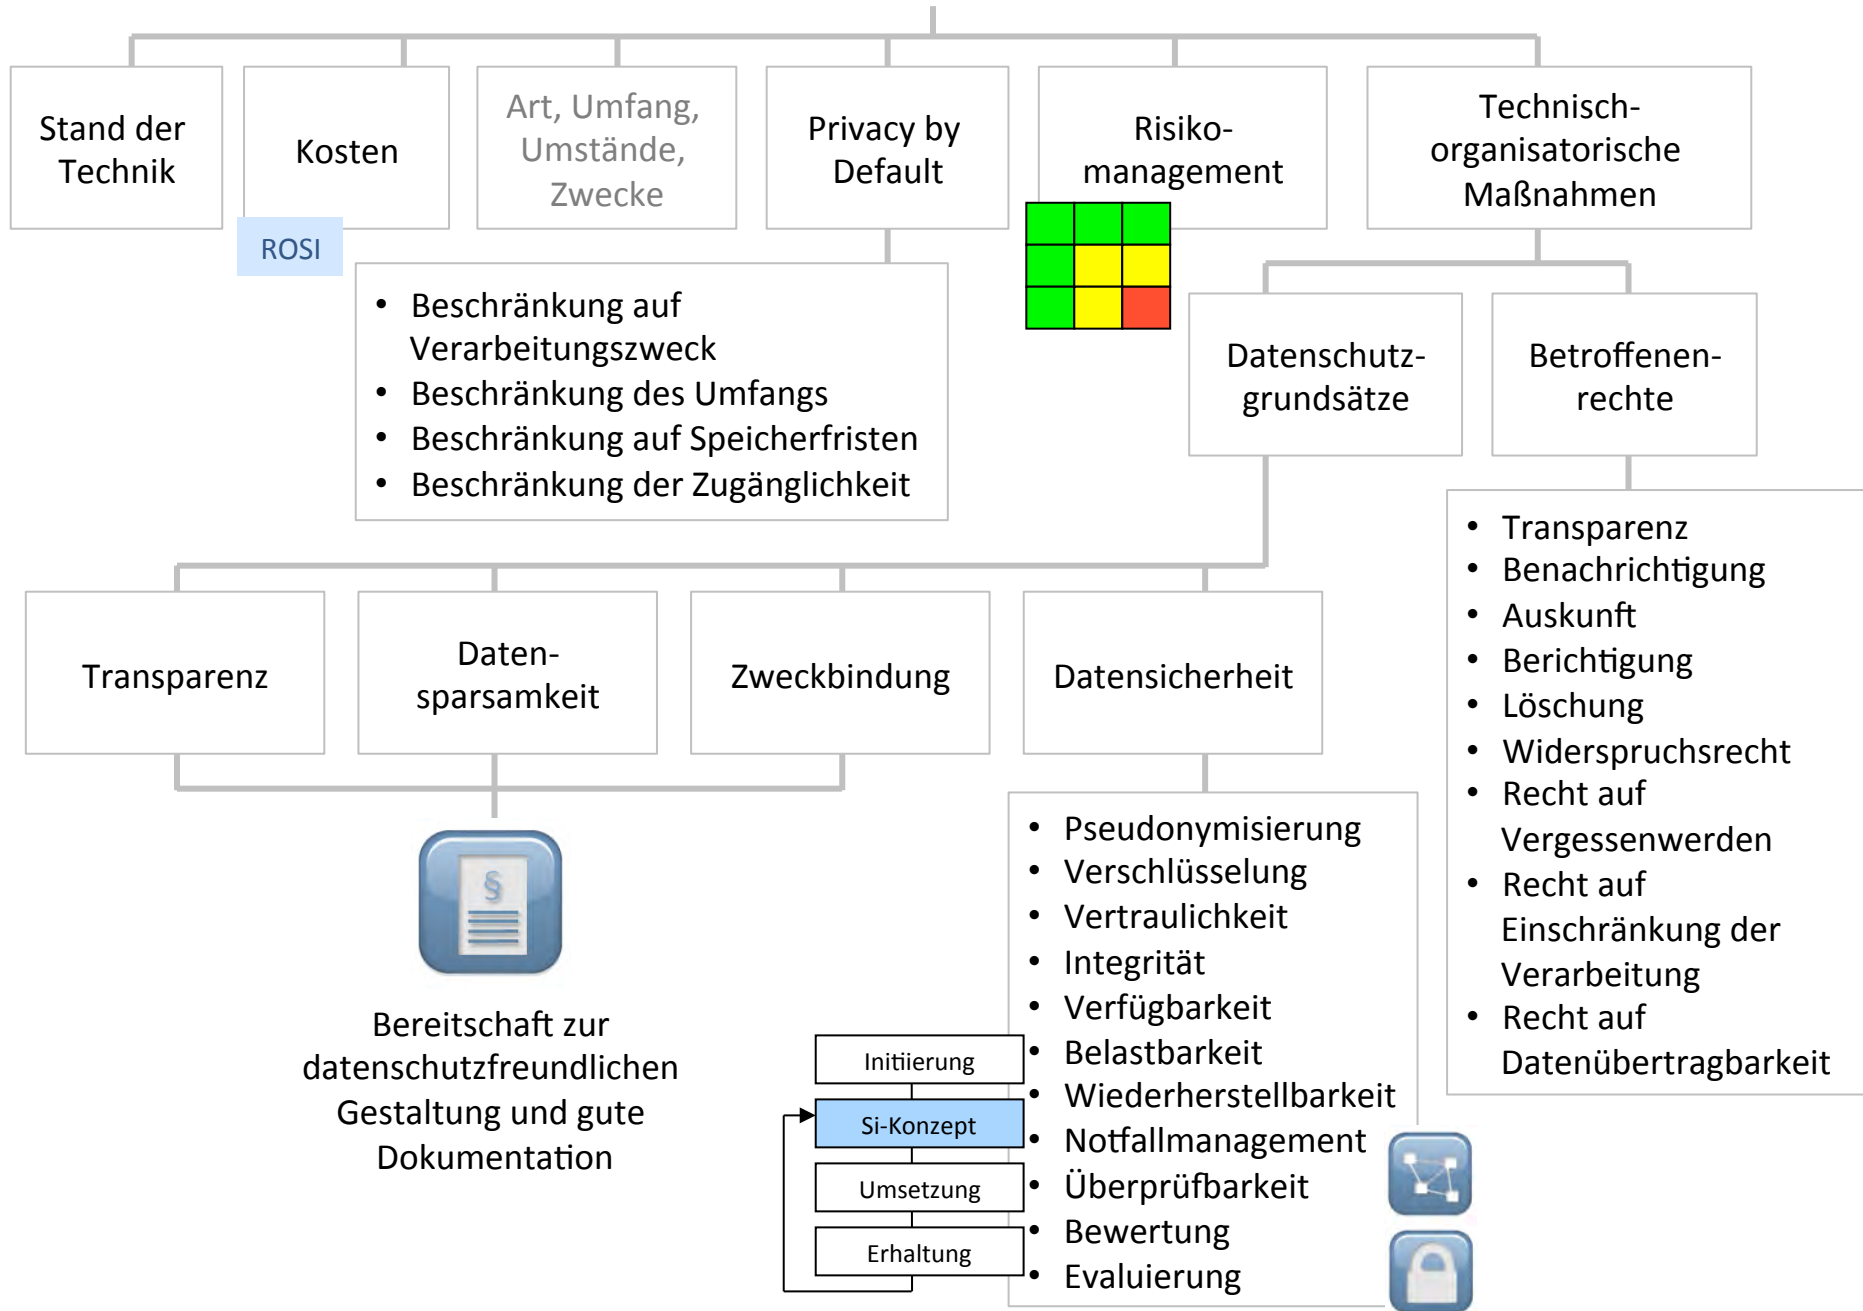 Stand der
Technik
Kosten
ROSI
Art, Umfang,
Umstände,
Zwecke
Privacy by
Default
Risiko-
management
Technisch-
organisatorische
Maßnahmen
• Beschränkung auf
Verarbeitungszweck
• Beschränkung des Umfangs
• Beschränkung auf Speicherfristen
• Beschränkung der Zugänglichkeit
Datenschutz-
grundsätze
Betroffenen-
rechte
• Transparenz
• Benachrichtigung
• Auskunft
• Berichtigung
• Löschung
• Widerspruchsrecht
• Recht auf
Vergessenwerden
• Recht auf
Einschränkung der
Verarbeitung
• Recht auf
Datenübertragbarkeit
Transparenz
Daten-
sparsamkeit
Zweckbindung
Datensicherheit
§
Bereitschaft zur
datenschutzfreundlichen
Gestaltung und gute
Dokumentation
• Pseudonymisierung
• Verschlüsselung
• Vertraulichkeit
• Integrität
• Verfügbarkeit
• Belastbarkeit
• Wiederherstellbarkeit
• Notfallmanagement
• Überprüfbarkeit
• Bewertung
• Evaluierung
Initiierung
Si-Konzept
Umsetzung
Erhaltung